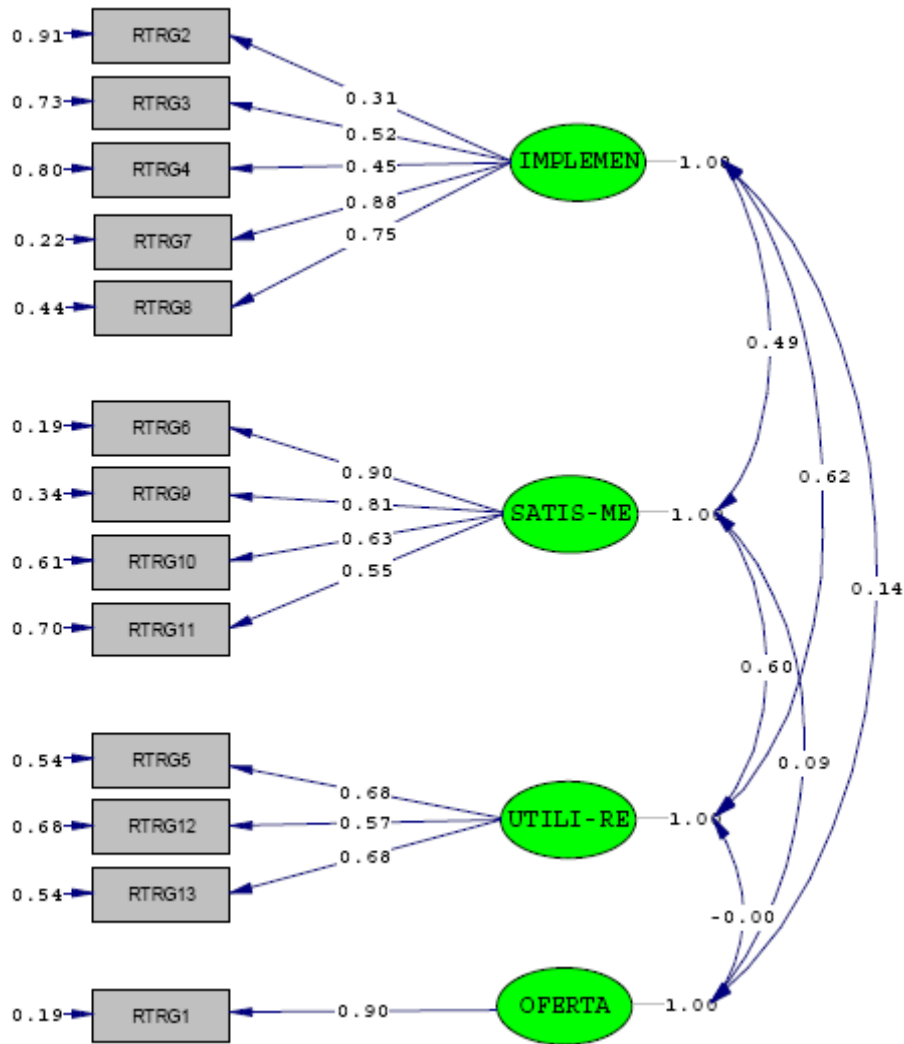 0.91 RTRG2
0.31
0.73 RTRG3
0.52
0.80 RTRG4
0.45
IMPLEMEN 1.00
0.88
0.22 RTRG7
0.75
0.44 RTRG8
0.49
0.19 RTRG6
0.90
0.62
0.34 RTRG9
0.81
SATIS-ME 1.00
0.63
0.61 RTRG10
0.55
0.14
0.70 RTRG11
0.60
0.54 RTRG5
0.09
0.68
0.68 RTRG12
0.57
UTILI-RE 1.00
0.68
0.54 RTRG13
-0.00
OFERTA 1.00
0.19 RTRG1
0.90